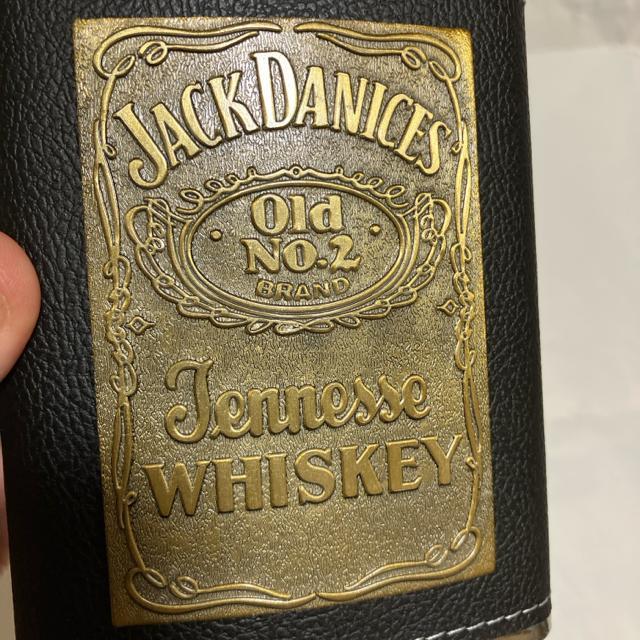 JACK DANICES
Old
NO.2
BRAND
Jennesse
WHISKEY